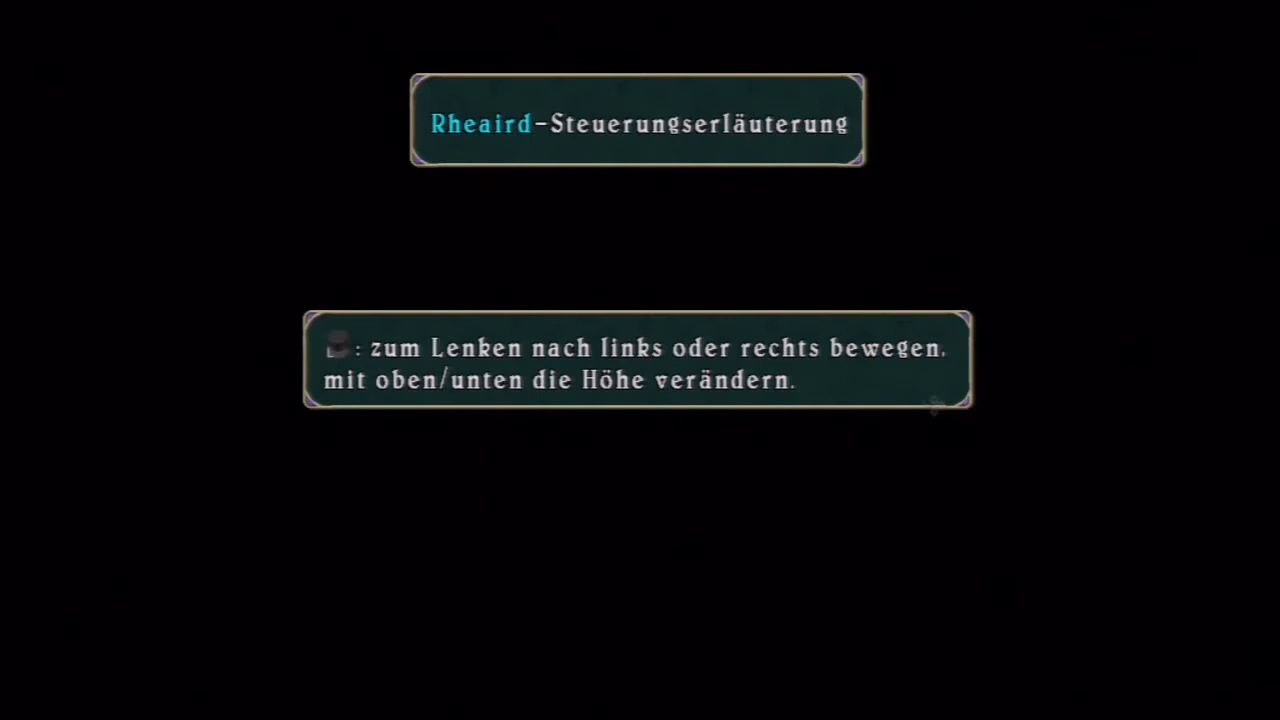 Rheaird-Steuerungserläuterung
: zum Lenken nach links oder rechts bewegen,
mit oben/unten die Höhe verändern.